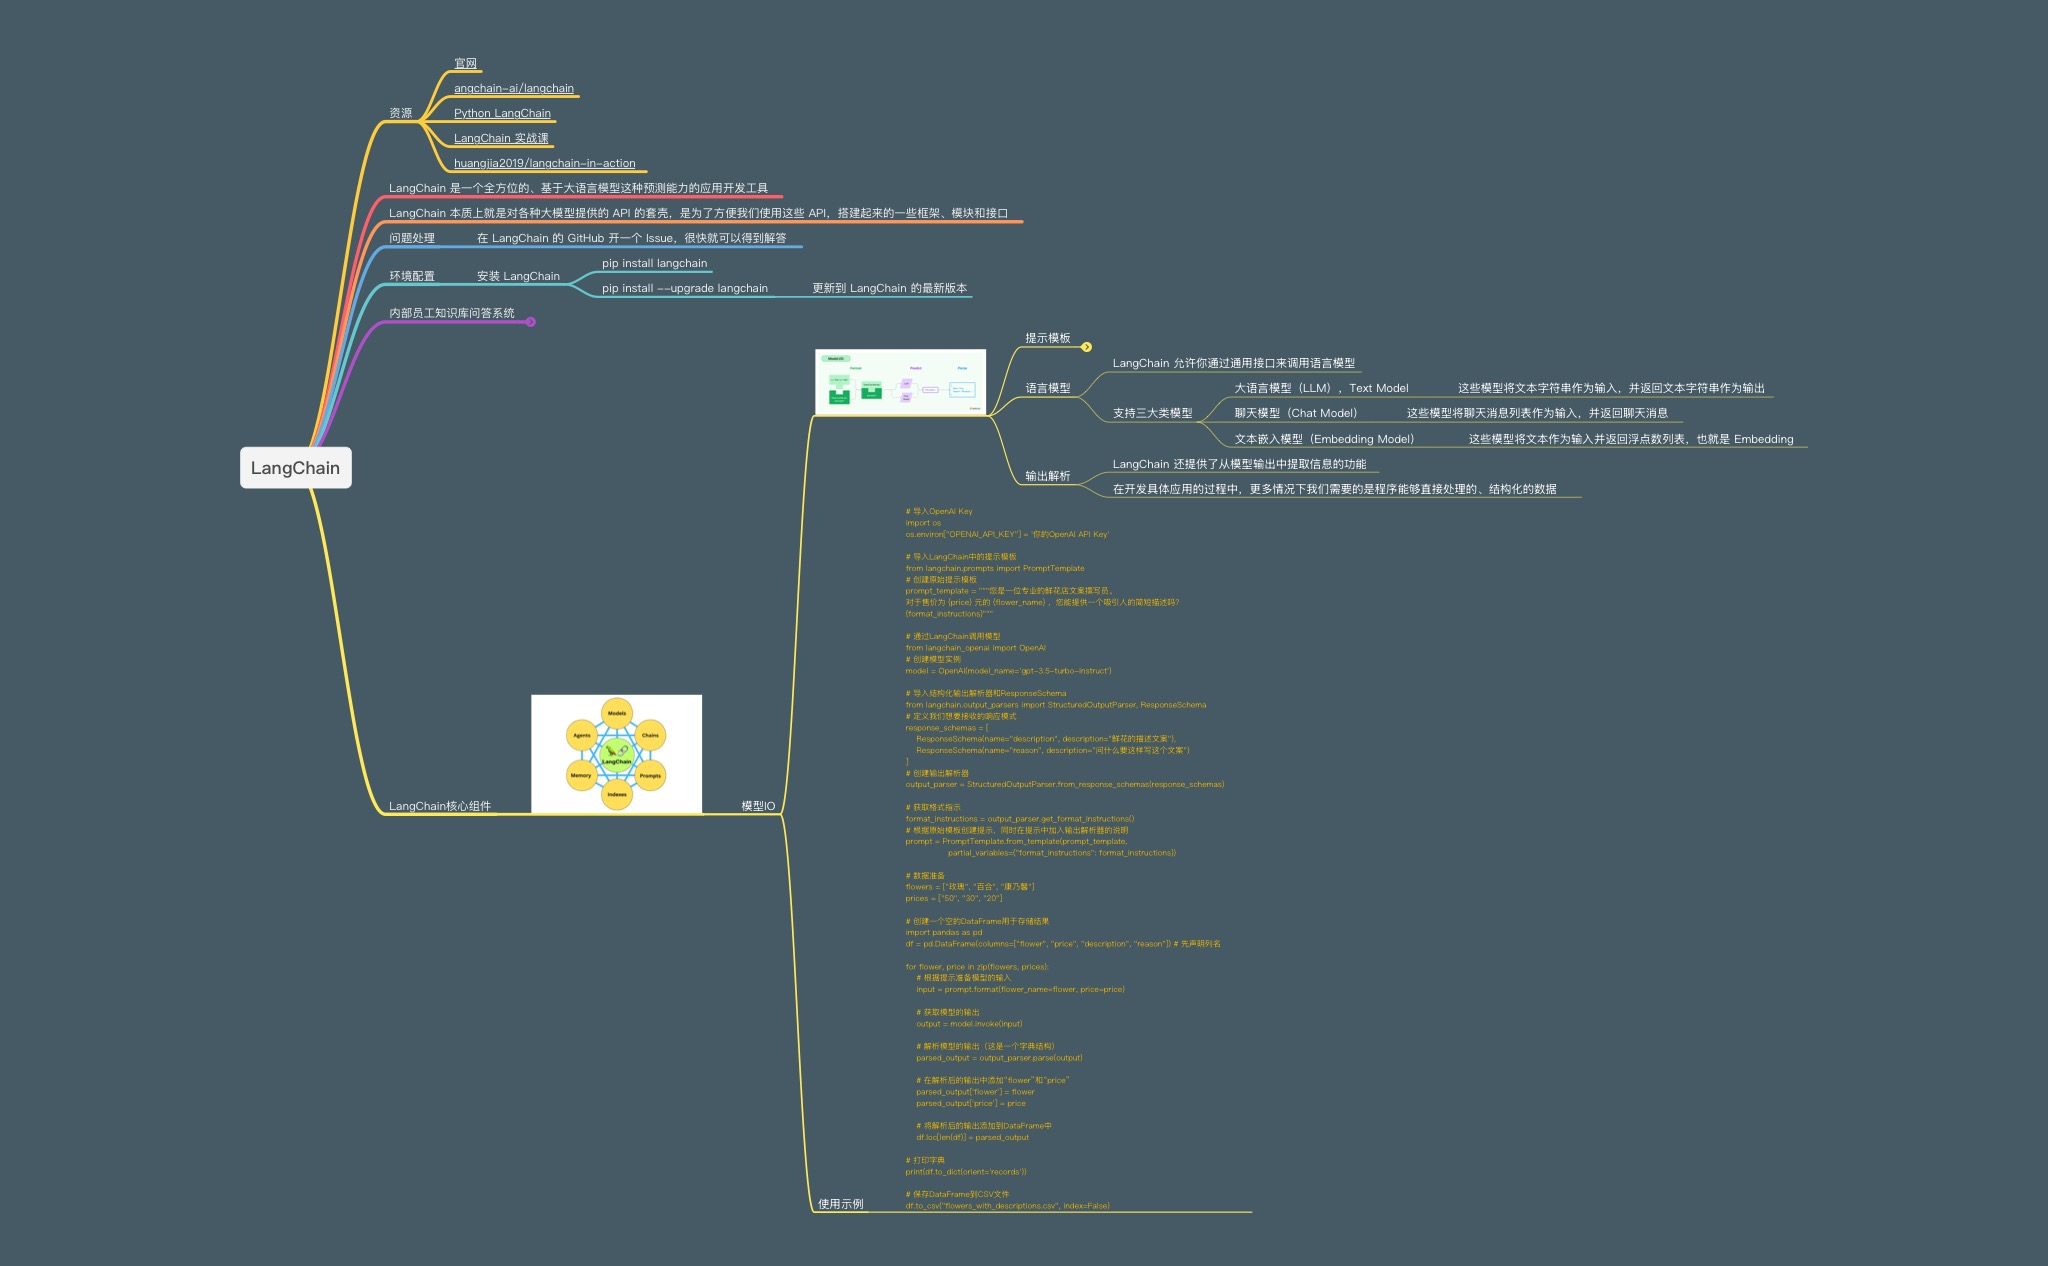 官网
angchain-ai/langchain
资源
Python LangChain
LangChain 实战课
huangjia2019/langchain-in-action
LangChain 是一个全方位的、基于大语言模型这种预测能力的应用开发工具
LangChain 本质上就是对各种大模型提供的 API 的套壳，是为了方便我们使用这些 API，搭建起来的一些框架、模块和接口
问题处理
在 LangChain 的 GitHub 开一个 Issue，很快就可以得到解答
环境配置
安装 LangChain
pip install langchain
pip install --upgrade langchain
更新到 LangChain 的最新版本
内部员工知识库问答系统
LangChain
LangChain核心组件
Models
Agents
Chains
LangChain
Memory
Prompts
Indexes
模型IO
Model I/O
Format
Predict
Parse
提示模板
语言模型
LangChain 允许你通过通用接口来调用语言模型
支持三大类模型
大语言模型（LLM），Text Model
这些模型将文本字符串作为输入，并返回文本字符串作为输出
聊天模型（Chat Model）
这些模型将聊天消息列表作为输入，并返回聊天消息
文本嵌入模型（Embedding Model）
这些模型将文本作为输入并返回浮点数列表，也就是 Embedding
输出解析
LangChain 还提供了从模型输出中提取信息的功能
在开发具体应用的过程中，更多情况下我们需要的是程序能够直接处理的、结构化的数据
使用示例
# 导入OpenAI Key
import os
os.environ["OPENAI_API_KEY"] = '你的OpenAI API Key'
# 导入LangChain中的提示模板
from langchain.prompts import PromptTemplate
# 创建原始提示模板
prompt_template = """您是一位专业的鲜花店文案撰写员。
对于售价为 {price} 元的 {flower_name} ，您能提供一个吸引人的简短描述吗？
{format_instructions}"""
# 通过LangChain调用模型
from langchain_openai import OpenAI
# 创建模型实例
model = OpenAI(model_name='gpt-3.5-turbo-instruct')
# 导入结构化输出解析器和ResponseSchema
from langchain.output_parsers import StructuredOutputParser, ResponseSchema
# 定义我们想要接收的响应模式
response_schemas = [
ResponseSchema(name="description", description="鲜花的描述文案"),
ResponseSchema(name="reason", description="问什么要这样写这个文案")
]
# 创建输出解析器
output_parser = StructuredOutputParser.from_response_schemas(response_schemas)
# 获取格式指示
format_instructions = output_parser.get_format_instructions()
# 根据原始模板创建提示，同时在提示中加入输出解析器的说明
prompt = PromptTemplate.from_template(prompt_template,
partial_variables={"format_instructions": format_instructions})
# 数据准备
flowers = ["玫瑰", "百合", "康乃馨"]
prices = ["50", "30", "20"]
# 创建一个空的DataFrame用于存储结果
import pandas as pd
df = pd.DataFrame(columns=["flower", "price", "description", "reason"]) # 先声明列名
for flower, price in zip(flowers, prices):
# 根据提示准备模型的输入
input = prompt.format(flower_name=flower, price=price)
# 获取模型的输出
output = model.invoke(input)
# 解析模型的输出（这是一个字典结构）
parsed_output = output_parser.parse(output)
# 在解析后的输出中添加“flower”和“price”
parsed_output['flower'] = flower
parsed_output['price'] = price
# 将解析后的输出添加到DataFrame中
df.loc[len(df)] = parsed_output
# 打印字典
print(df.to_dict(orient='records'))
# 保存DataFrame到CSV文件
df.to_csv("flowers_with_descriptions.csv", index=False)